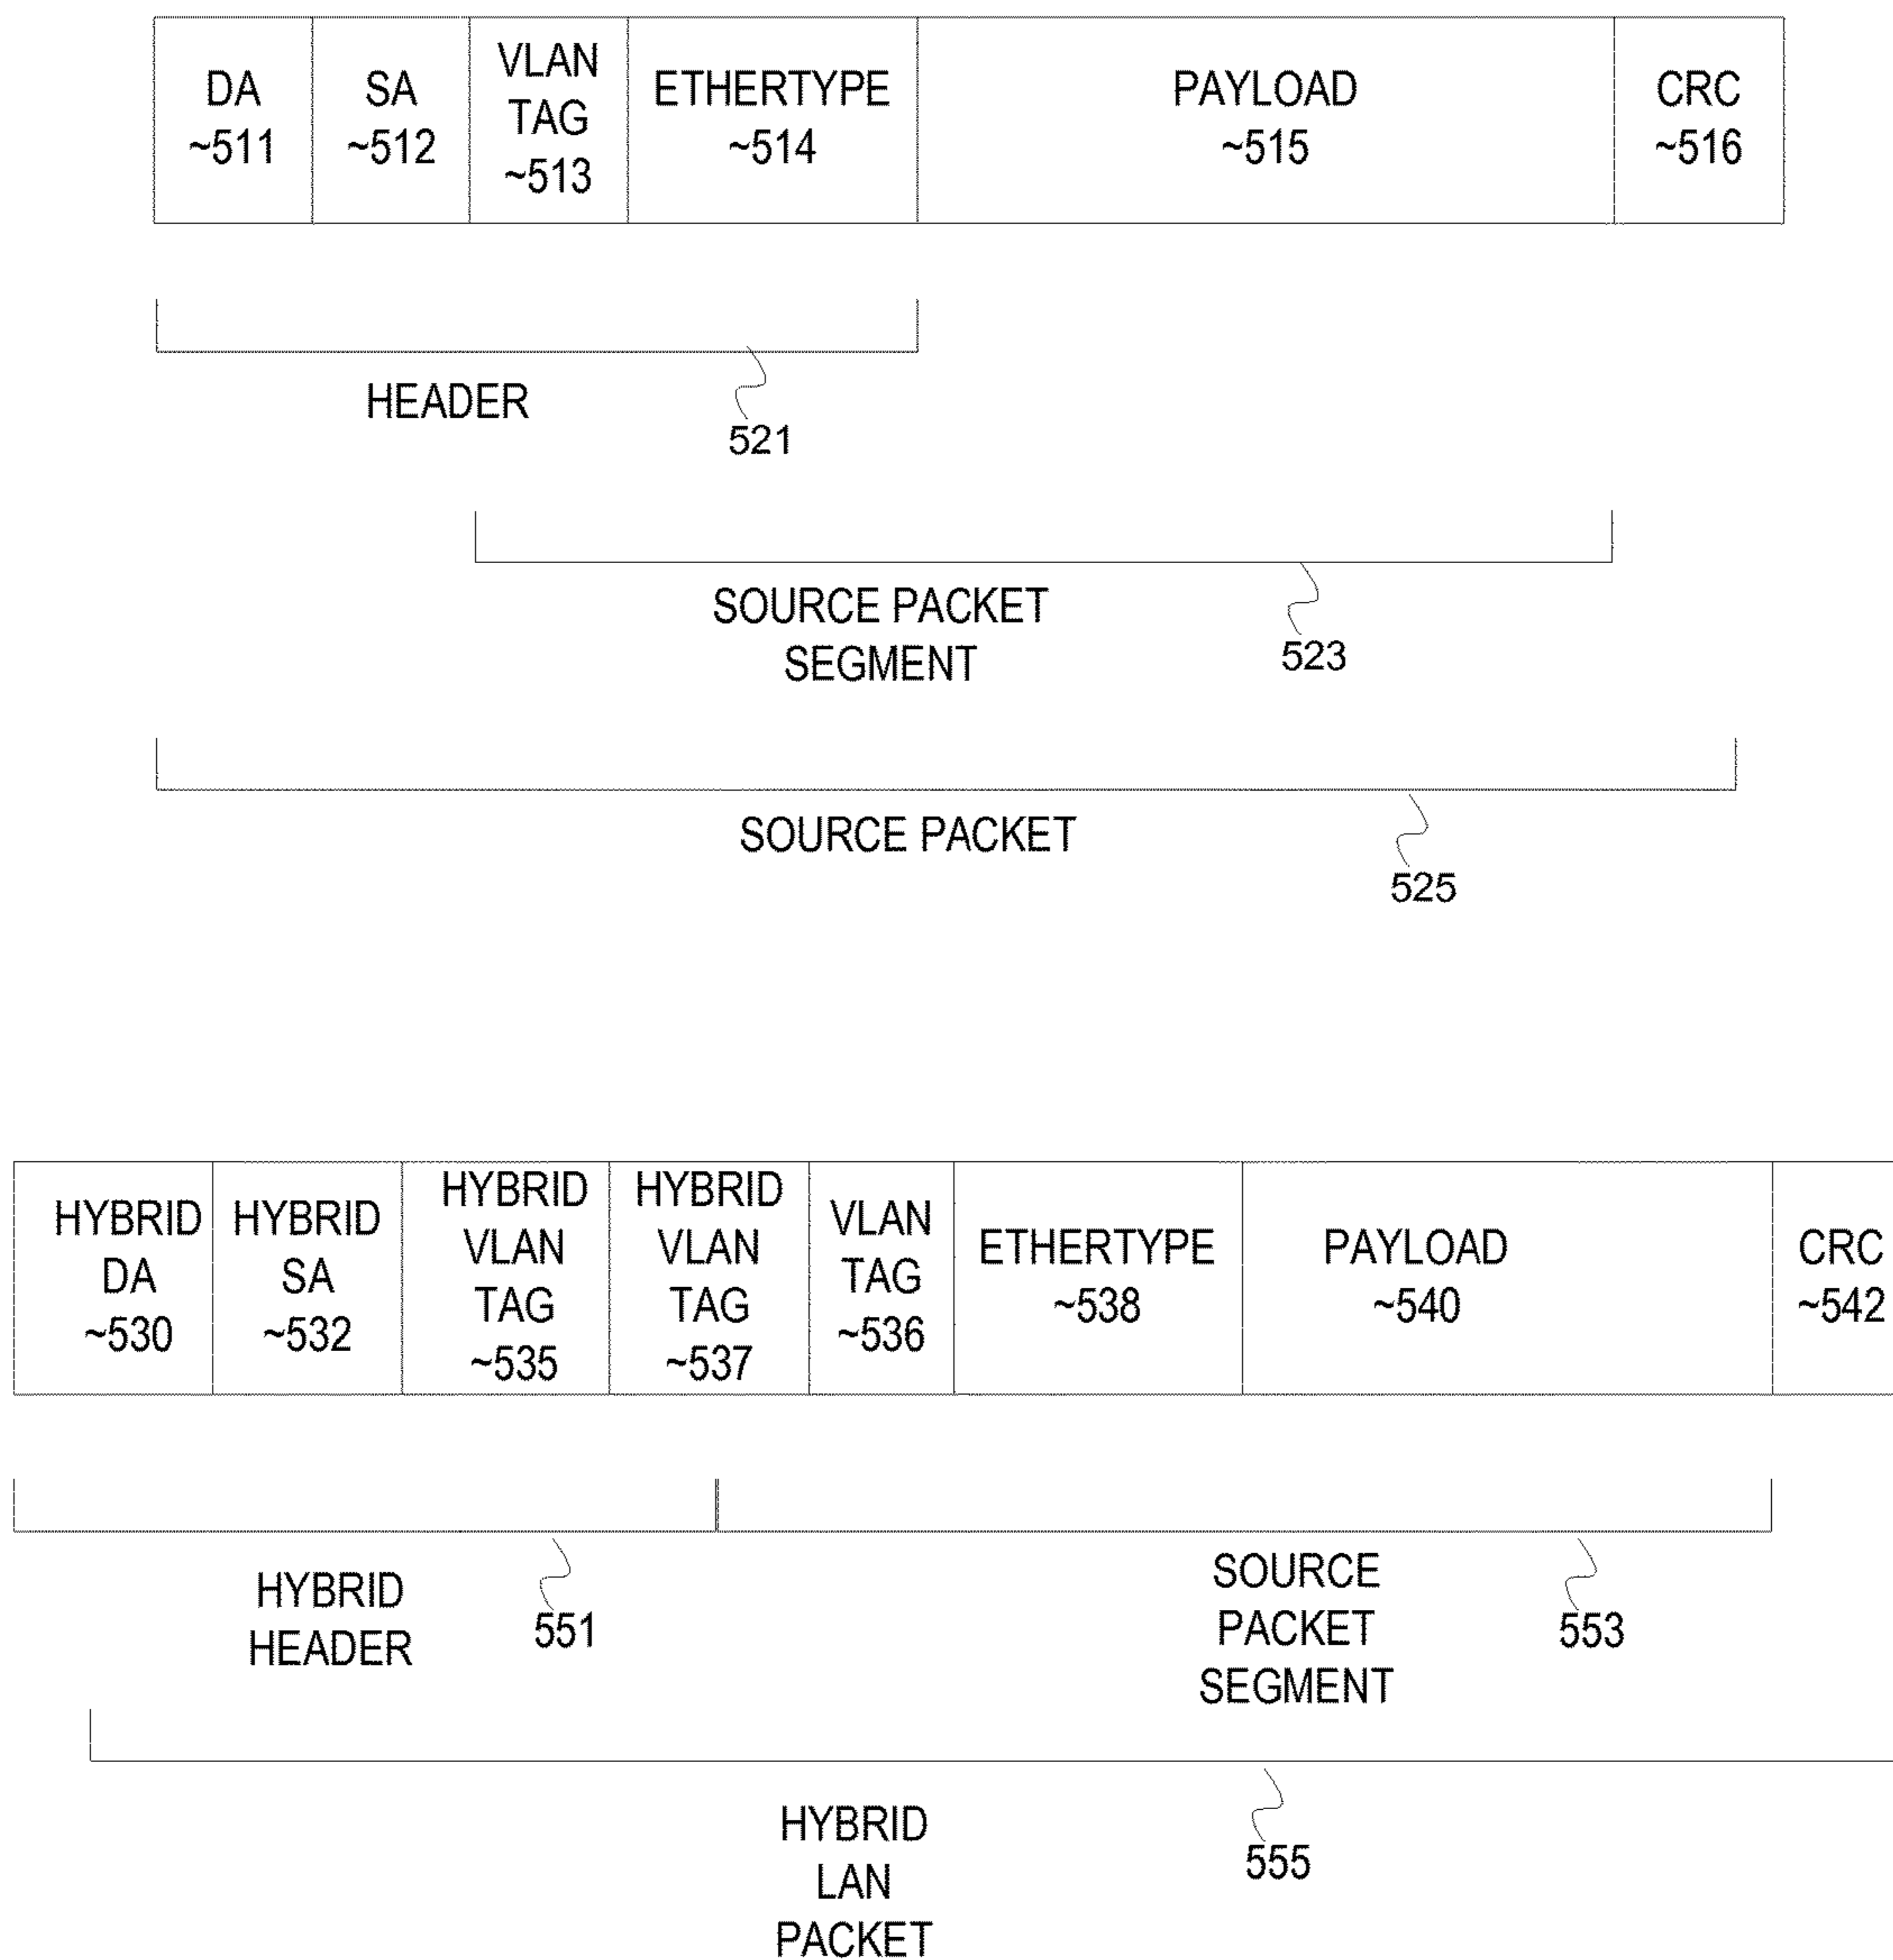 DA
~511
SA
~512
VLAN
TAG
~513
ETHERTYPE
~514
PAYLOAD
~515
CRC
~516
HEADER
521
SOURCE PACKET
SEGMENT
523
SOURCE PACKET
525
HYBRID
DA
~530
HYBRID
SA
~532
HYBRID
VLAN
TAG
~535
HYBRID
VLAN
TAG
~537
VLAN
TAG
~536
ETHERTYPE
~538
PAYLOAD
~540
CRC
~542
HYBRID
HEADER
551
SOURCE
PACKET
SEGMENT
553
HYBRID
LAN
PACKET
555